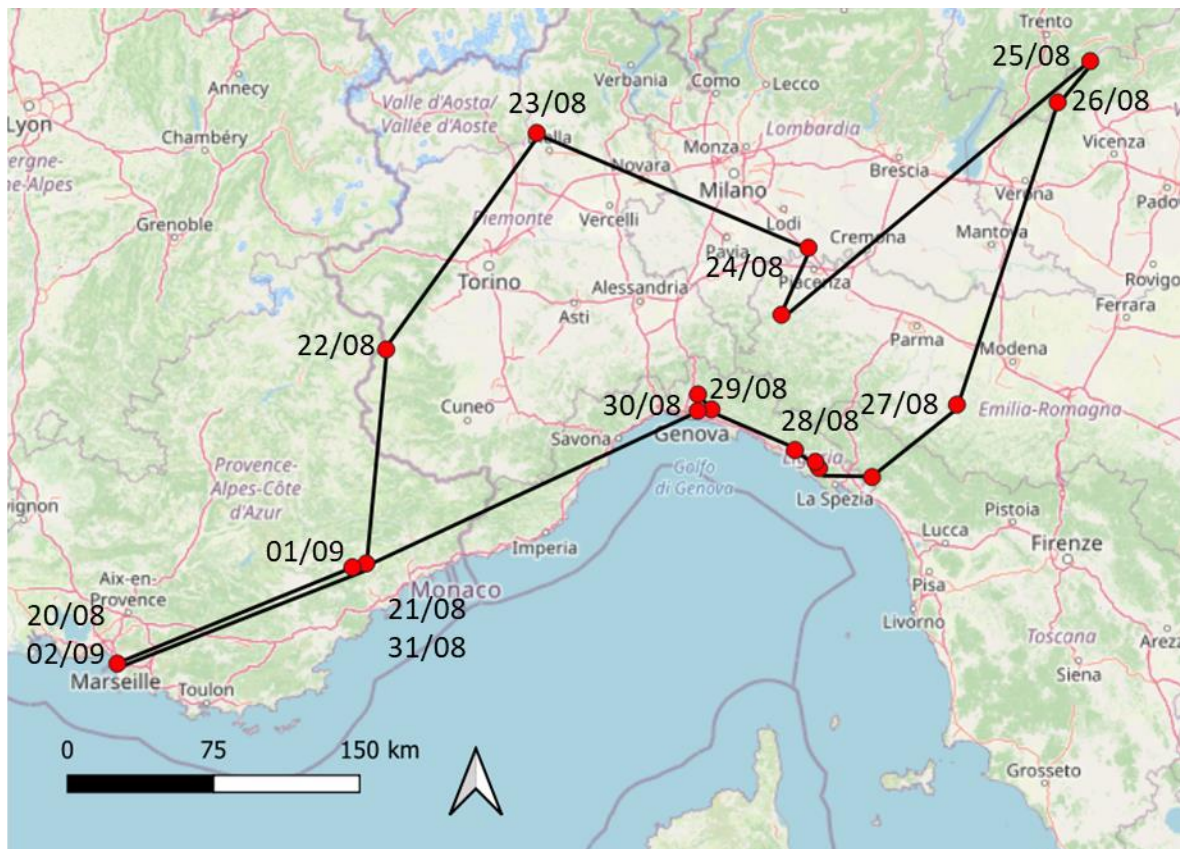 Trento
25/08
Verbania
Como
Lecco
Annecy
Valle d'Aosta/
Vallée d'Aoste
26/08
Lyon
23/08
Lombardia
Chambéry
Monza
Vicenza
Novara
Brescia
Milano
Verona
Vercelli
Lodi
Piemonte
Grenoble
Pavia
Cremona
Mantova
24/08
Torino
Piacenza
Rovigo
Alessandria
Ferrara
Asti
Parma
22/08
Modena
29/08
Cuneo
30/08
28/08
27/08
Emilia-Romagna
Genova
Savona
Provence-
Alpes-Côte
d'Azur
Golfo
di Genova
La Spezia
Pistoia
Lucca
Firenze
01/09
Imperia
Aix-en-
Provence
Monaco
Pisa
20/08
21/08
Livorno
02/09
31/08
Toscana
Marseille
Siena
Toulon
0 75 150 km
Grosseto